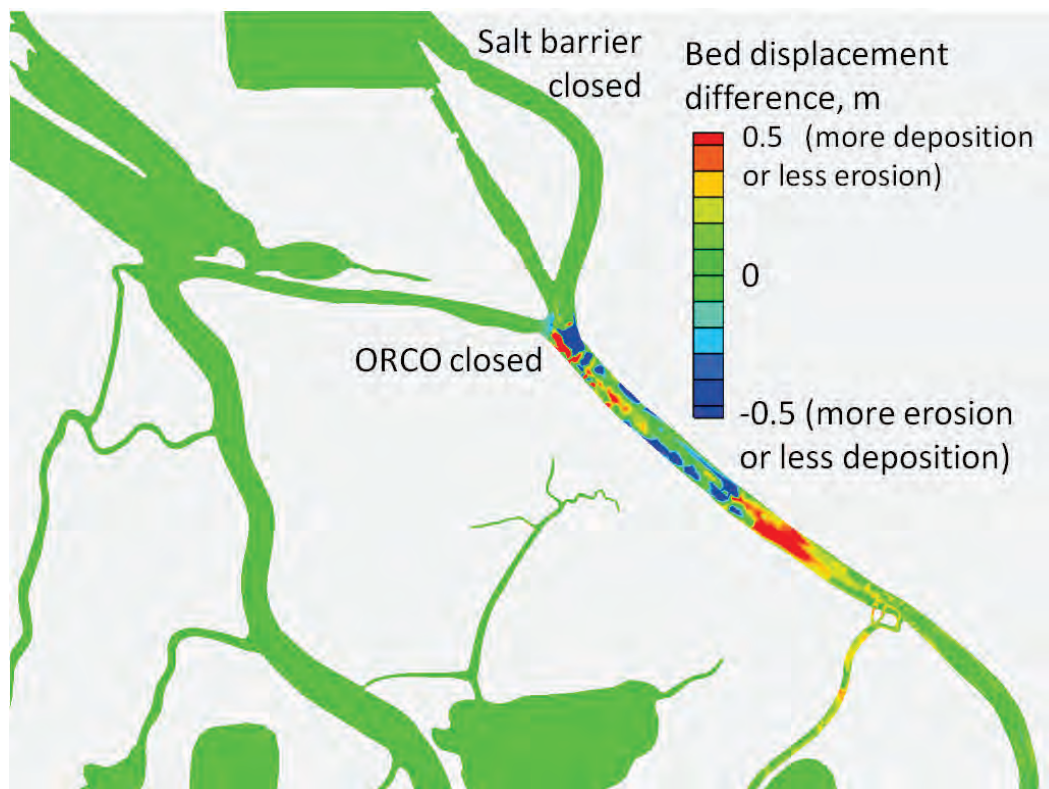 Salt barrier
closed
Bed displacement
difference, m
0.5 (more deposition
or less erosion)
0
ORCO closed
-0.5 (more erosion
or less deposition)